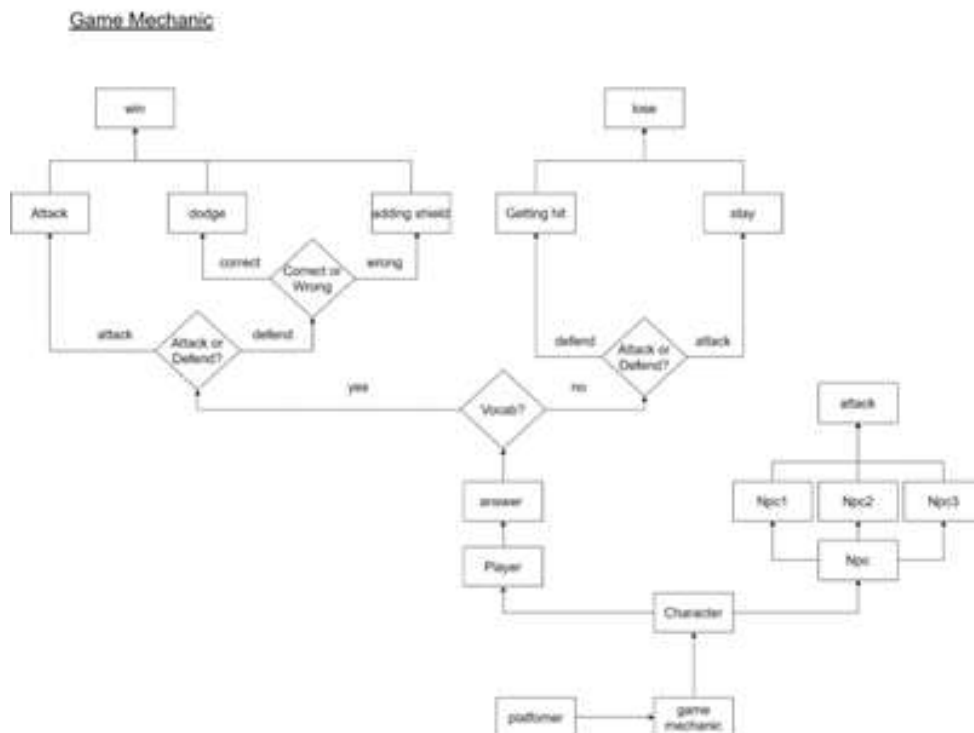 Game Mechanic
win
lose
Attack
dodge
adding shield
Getting hit
stay
correct
Correct or
Wrong
wrong
attack
Attack or
Defend?
defend
defend
Attack or
Defend?
attack
yes
Vocab?
no
attack
answer
Npc1
Npc2
Npc3
Player
Npc
Character
platfomer
game
mechanic